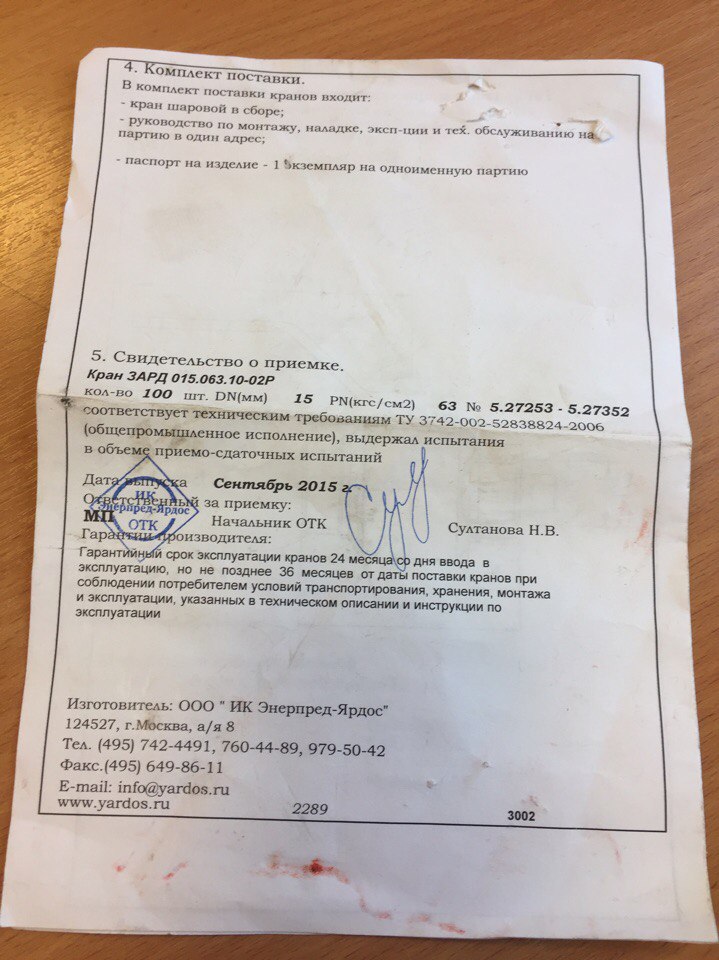 4. Комплект поставки.
В комплект поставки кранов входит:
- кран шаровой в сборе;
- руководство по монтажу, наладке, эксп-ции и тех. обслуживанию на
партию в один адрес;
- паспорт на изделие - 1 экземпляр на одноименную партию
5. Свидетельство о приемке.
Кран ЗАРД 015.063.10-02Р
кол-во 100 шт. DN(мм) 15 PN(кгс/см2) 63 № 5.27253 - 5.27352
соответствует техническим требованиям ТУ 3742-002-52838824-2006
(общепромышленное исполнение), выдержал испытания
в объеме приемо-сдаточных испытаний
Дата выпуска Сентябрь 2015 г.
Ответственный за приемку:
ИК
Энерпред-Ярдос
ОТК
МП Начальник ОТК Султанова Н.В.
Гарантии производителя:
Гарантийный срок эксплуатации кранов 24 месяца со дня ввода в
эксплуатацию, но не позднее 36 месяцев от даты поставки кранов при
соблюдении потребителем условий транспортирования, хранения, монтажа
и эксплуатации, указанных в техническом описании и инструкции по
эксплуатации
Изготовитель: ООО " ИК Энерпред-Ярдос"
124527, г.Москва, а/я 8
Тел. (495) 742-4491, 760-44-89, 979-50-42
Факс.(495) 649-86-11
E-mail: info@yardos.ru
www.yardos.ru
2289 3002